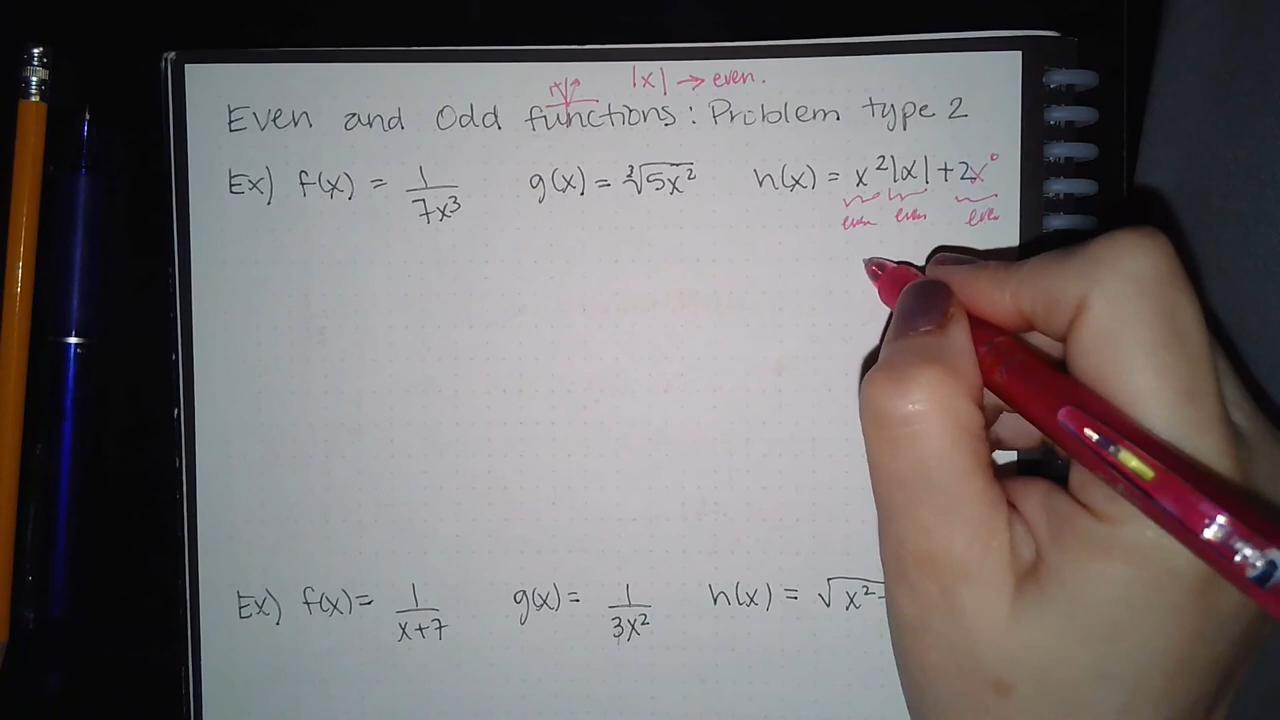 |x| → even.
Even and Odd functions: Problem type 2
Ex) f(x) = 1/7x³ g(x) = ³√5x² h(x) = x²|x| + 2x⁰
even even even
Ex) f(x) = 1/x+7 g(x) = 1/3x² h(x) = √x² -